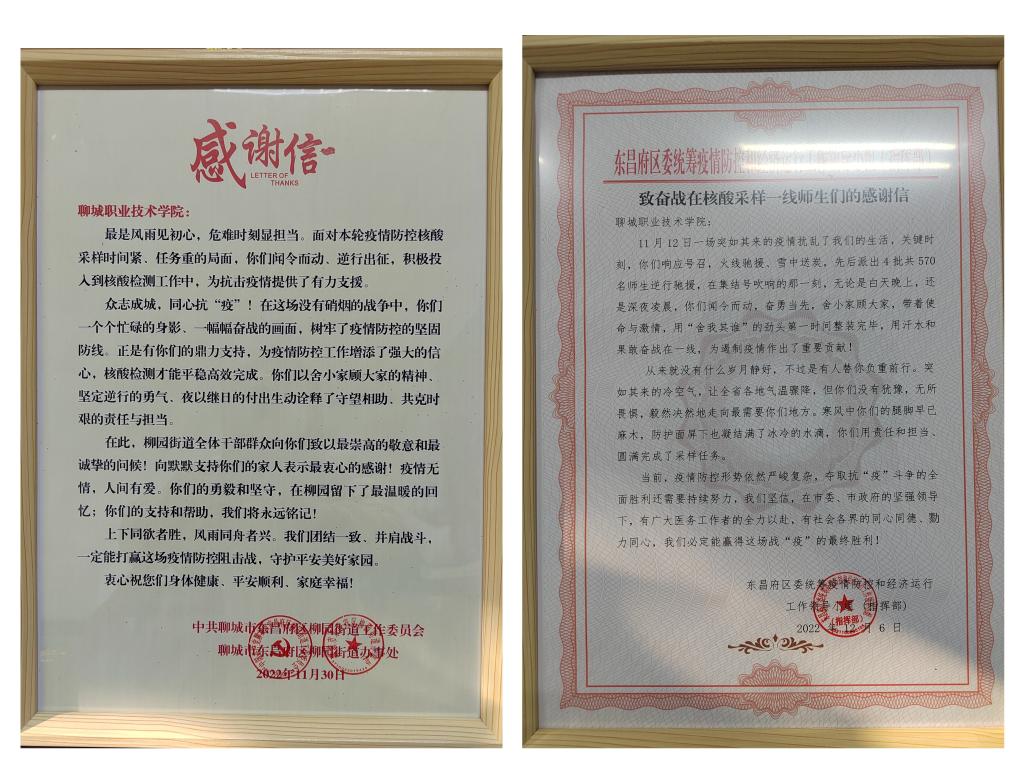 感谢信
LETTER OF
THANKS
聊城职业技术学院：
最是风雨见初心，危难时刻显担当。面对本轮疫情防控核酸
采样时间紧、任务重的局面，你们闻令而动、逆行出征，积极投
入到核酸检测工作中，为抗击疫情提供了有力支援。
众志成城，同心抗“疫”！在这场没有硝烟的战争中，你们
一个个忙碌的身影、一幅幅奋战的画面，树牢了疫情防控的坚固
防线。正是有你们的鼎力支持，为疫情防控工作增添了强大的信
心，核酸检测才能平稳高效完成。你们以舍小家顾大家的精神、
坚定逆行的勇气、夜以继日的付出生动诠释了守望相助、共克时
艰的责任与担当。
在此，柳园街道全体干部群众向你们致以最崇高的敬意和最
诚挚的问候！向默默支持你们的家人表示最衷心的感谢！疫情无
情，人间有爱。你们的勇毅和坚守，在柳园留下了最温暖的回
忆；你们的支持和帮助，我们将永远铭记！
上下同欲者胜，风雨同舟者兴。我们团结一致、并肩战斗，
一定能打赢这场疫情防控阻击战，守护平安美好家园。
衷心祝您们身体健康、平安顺利、家庭幸福！
中共聊城市东昌府区柳园街道工作委员会
聊城市东昌府区柳园街道办事处
2022年11月30日
东昌府区委统筹疫情防控
致奋战在核酸采样一线师生们的感谢信
聊城职业技术学院：
11月12日一场突如其来的疫情扰乱了我们的生活，关键时
刻，你们响应号召，火线驰援、雪中送炭，先后派出4批共570
名师生逆行驰援，在集结号吹响的那一刻，无论是白天晚上，还
是深夜凌晨，你们闻令而动，奋勇当先，舍小家顾大家，带着使
命与激情，用“舍我其谁”的劲头第一时间整装完毕，用汗水和
果敢奋战在一线，为遏制疫情作出了重要贡献！
从来就没有什么岁月静好，不过是有人替你负重前行。突
如其来的冷空气，让全省各地气温骤降，但你们没有犹豫，无所
畏惧，毅然决然地走向最需要你们地方。寒风中你们的腿脚早已
麻木，防护面屏下也凝结满了冰冷的水滴，你们用责任和担当、
圆满完成了采样任务。
当前，疫情防控形势依然严峻复杂，夺取抗“疫”斗争的全
面胜利还需要持续努力，我们坚信，在市委、市政府的坚强领导
下，有广大医务工作者的全力以赴，有社会各界的同心同德、勠
力同心，我们必定能赢得这场战“疫”的最终胜利！
东昌府区委统筹疫情防控和经济运行
工作领导小组（指挥部）
（指挥部）
2022年12月6日